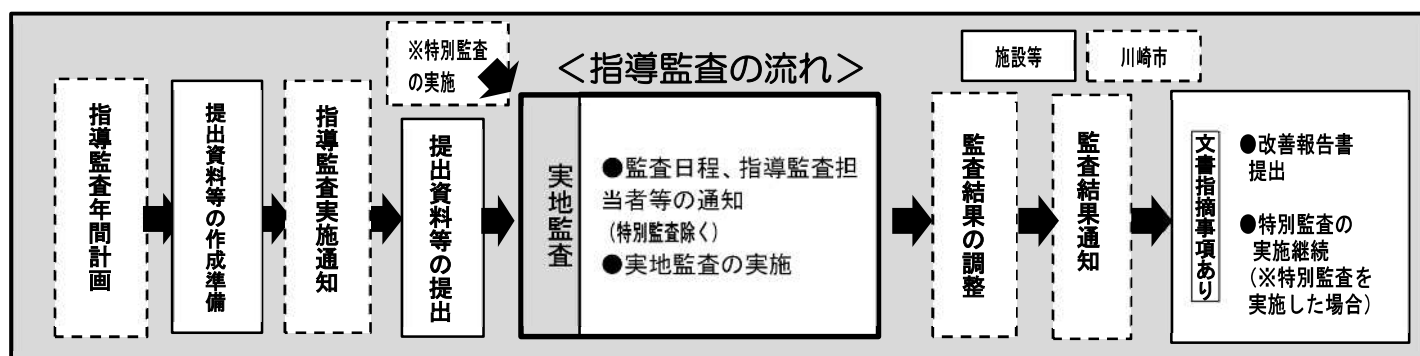 <指導監査の流れ>
施設等
川崎市
※特別監査
の実施
指導監査年間計画
提出資料等の作成準備
指導監査実施通知
提出資料等の提出
実地監査
●監査日程、指導監査担
当者等の通知
（特別監査除く）
●実地監査の実施
監査結果の調整
監査結果通知
文書指摘事項あり
●改善報告書
提出
●特別監査の
実施継続
（※特別監査を
実施した場合）